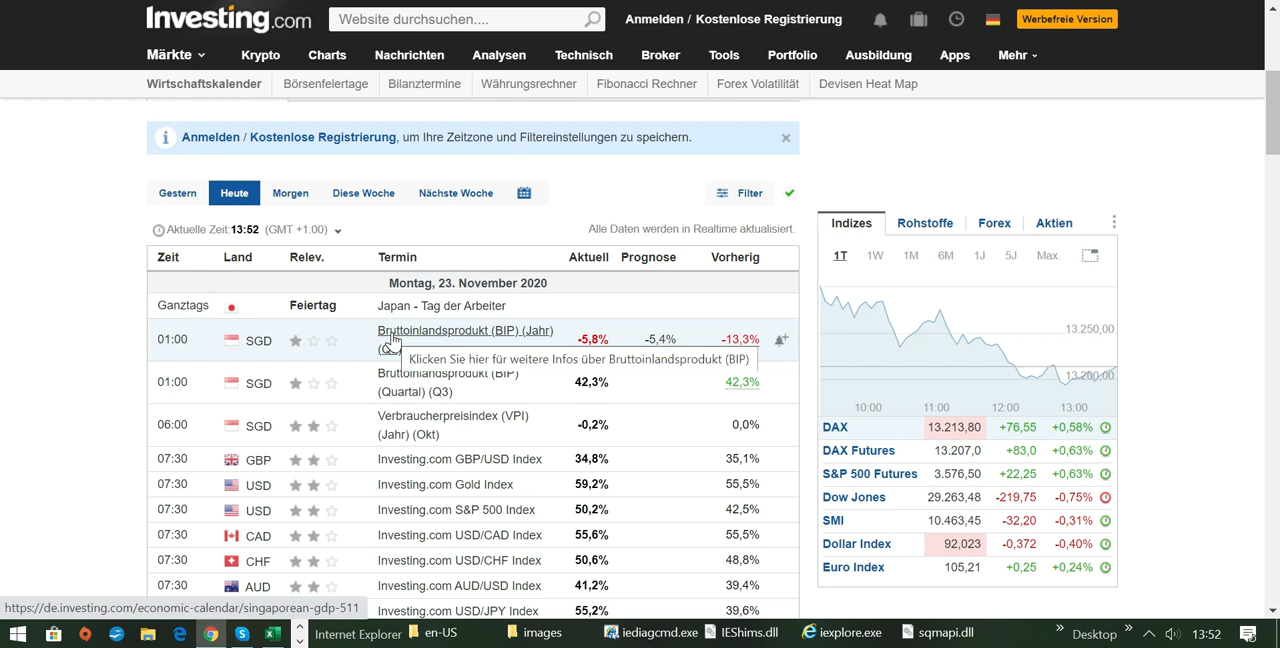 Investing.com
Website durchsuchen....
Anmelden / Kostenlose Registrierung
Werbefreie Version
Märkte Krypto Charts Nachrichten Analysen Technisch Broker Tools Portfolio Ausbildung Apps Mehr
Wirtschaftskalender Börsenfeiertage Bilanztermine Währungsrechner Fibonacci Rechner Forex Volatilität Devisen Heat Map
i Anmelden / Kostenlose Registrierung, um Ihre Zeitzone und Filtereinstellungen zu speichern.
Gestern Heute Morgen Diese Woche Nächste Woche Filter
Aktuelle Zeit:13:52 (GMT +1:00) Alle Daten werden in Realtime aktualisiert.
Zeit Land Relev. Termin Aktuell Prognose Vorherig
Montag, 23. November 2020
Ganztags Feiertag Japan - Tag der Arbeiter
01:00 SGD Bruttoinlandsprodukt (BIP) (Jahr) -5,8% -5,4% -13,3%
Klicken Sie hier für weitere Infos über Bruttoinlandsprodukt (BIP)
01:00 SGD Bruttoinlandsprodukt (BIP) 42,3% 42,3%
(Quartal) (Q3)
06:00 SGD Verbraucherpreisindex (VPI) -0,2% 0,0%
(Jahr) (Okt)
07:30 GBP Investing.com GBP/USD Index 34,8% 35,1%
07:30 USD Investing.com Gold Index 59,2% 55,5%
07:30 USD Investing.com S&P 500 Index 50,2% 42,5%
07:30 CAD Investing.com USD/CAD Index 55,6% 55,5%
07:30 CHF Investing.com USD/CHF Index 50,6% 48,8%
07:30 AUD Investing.com AUD/USD Index 41,2% 39,4%
Investing.com USD/JPY Index 55,2% 39,6%
Indizes Rohstoffe Forex Aktien
1T 1W 1M 6M 1J 5J Max.
13.250,00
13.200,00
10:00 11:00 12:00 13:00
DAX 13.213,80 +76,55 +0,58%
DAX Futures 13.207,0 +83,0 +0,63%
S&P 500 Futures 3.576,50 +22,25 +0,63%
Dow Jones 29.263,48 -219,75 -0,75%
SMI 10.463,45 -32,20 -0,31%
Dollar Index 92,023 -0,372 -0,40%
Euro Index 105,21 +0,25 +0,24%
https://de.investing.com/economic-calendar/singaporean-gdp-511
Internet Explorer en-US images iediagcmd.exe IEShims.dll iexplore.exe sqmapi.dll Desktop 13:52